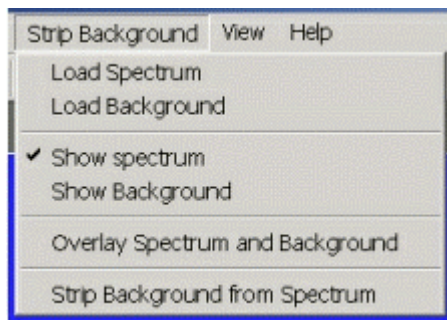 Strip Background View Help
Load Spectrum
Load Background
Show spectrum
Show Background
Overlay Spectrum and Background
Strip Background from Spectrum